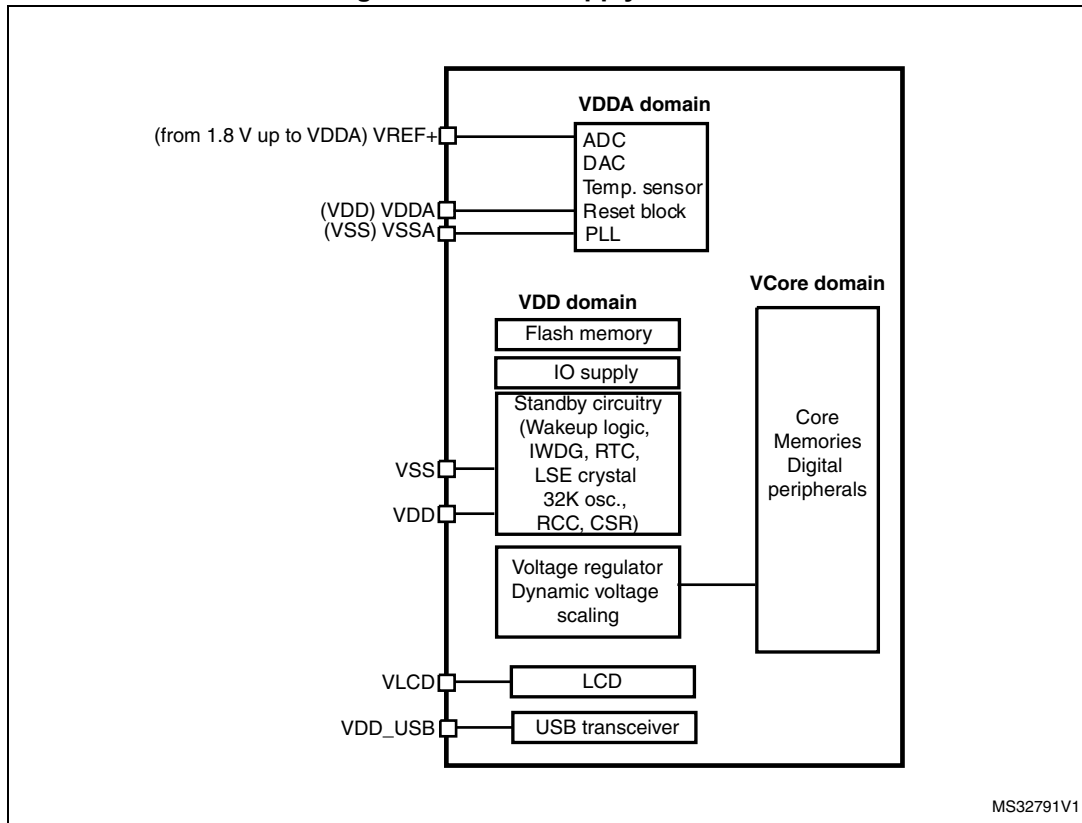 VDDA domain
(from 1.8 V up to VDDA) VREF+
ADC
DAC
Temp. sensor
(VDD) VDDA
Reset block
(VSS) VSSA
PLL
VCore domain
VDD domain
Flash memory
IO supply
Standby circuitry
(Wakeup logic,
IWDG, RTC,
LSE crystal
32K osc.,
RCC, CSR)
VSS
VDD
Core
Memories
Digital
peripherals
Voltage regulator
Dynamic voltage
scaling
VLCD
LCD
VDD_USB
USB transceiver
MS32791V1